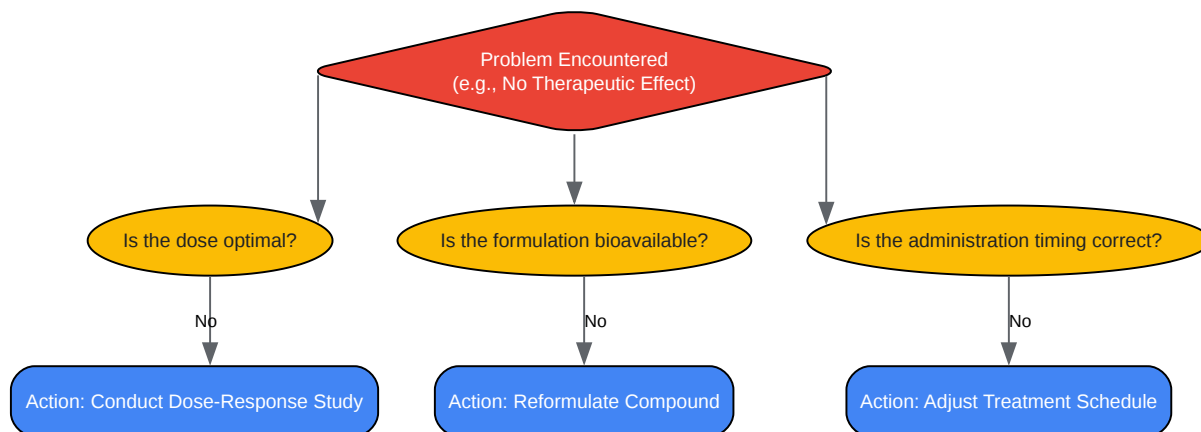 Problem Encountered
(e.g., No Therapeutic Effect)
Is the dose optimal?
Is the formulation bioavailable?
Is the administration timing correct?
No
No
No
Action: Conduct Dose-Response Study
Action: Reformulate Compound
Action: Adjust Treatment Schedule